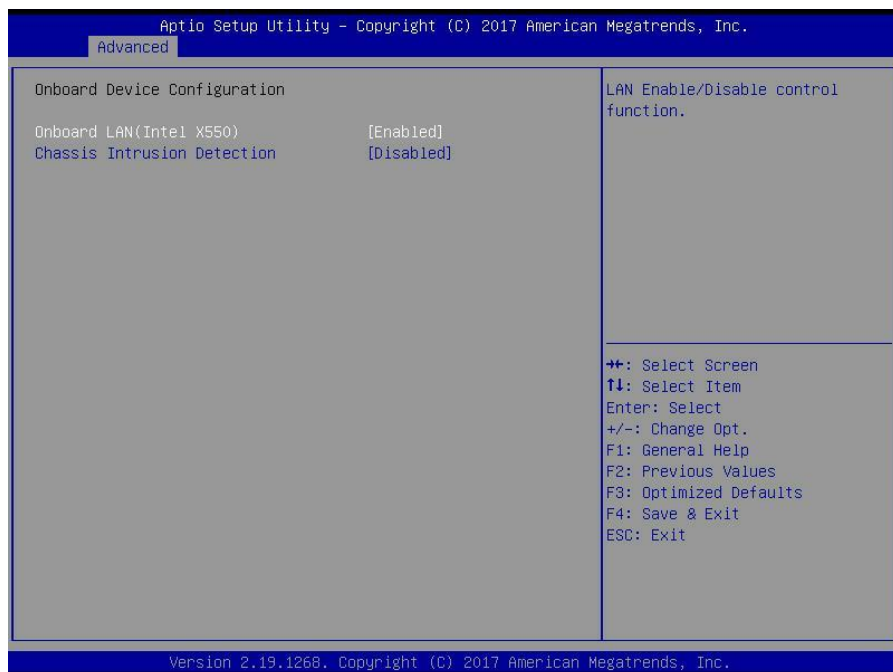 Aptio Setup Utility – Copyright (C) 2017 American Megatrends, Inc.
Advanced
Onboard Device Configuration
Onboard LAN(Intel X550) [Enabled]
Chassis Intrusion Detection [Disabled]
LAN Enable/Disable control
function.
→←: Select Screen
↑↓: Select Item
Enter: Select
+/-: Change Opt.
F1: General Help
F2: Previous Values
F3: Optimized Defaults
F4: Save & Exit
ESC: Exit
Version 2.19.1268. Copyright (C) 2017 American Megatrends, Inc.